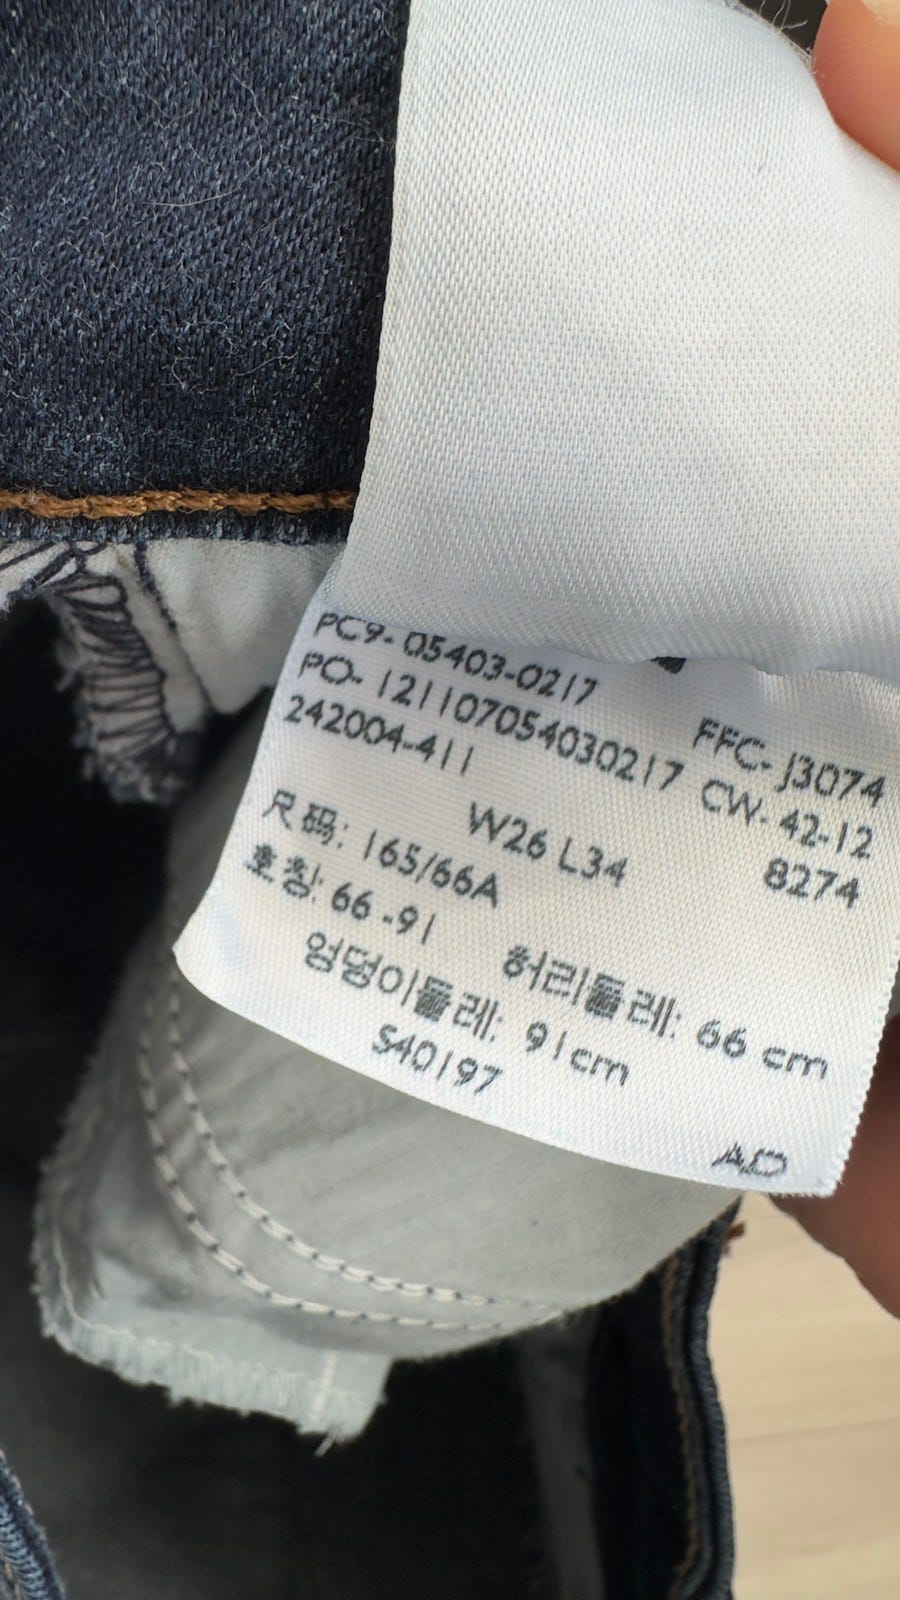 PC9- 05403-0217
PO- 12110705403 0217 FFC- J3074
242004-411 CW- 42-12
W26 L34 8274
尺码: 165/66A
호칭: 66 -91 허리둘레: 66 cm
엉덩이둘레: 91cm
S40197
AD